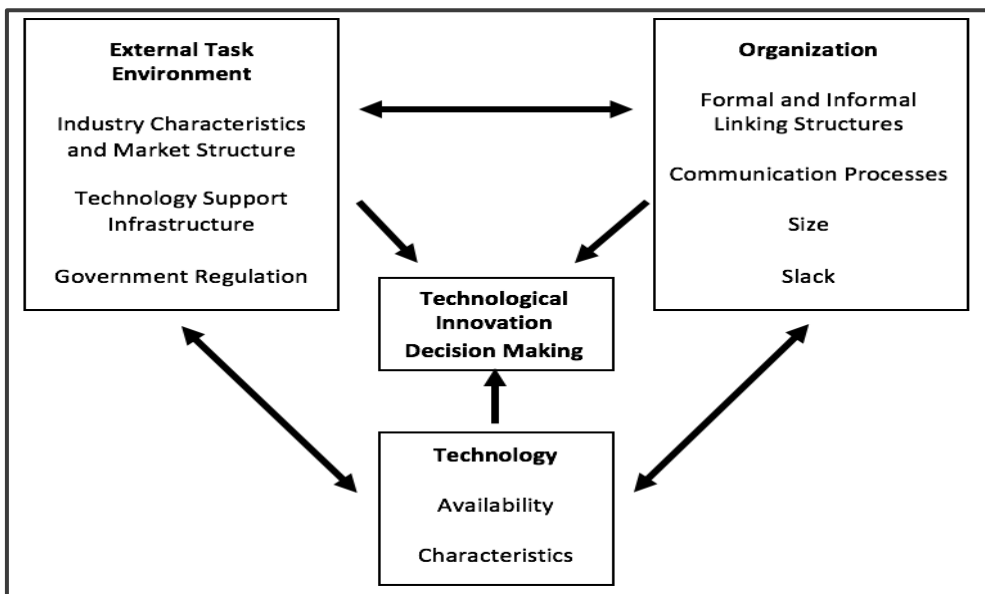 External Task
Environment
Industry Characteristics
and Market Structure
Technology Support
Infrastructure
Government Regulation
Organization
Formal and Informal
Linking Structures
Communication Processes
Size
Slack
Technological
Innovation
Decision Making
Technology
Availability
Characteristics